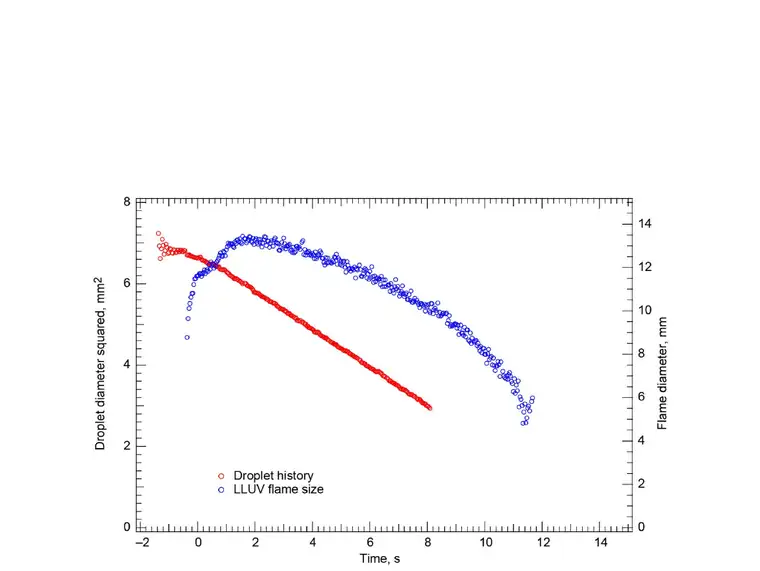 8
6
4
2
0
Droplet diameter squared, mm2
14
12
10
8
6
4
2
0
Flame diameter, mm
Droplet history
LLUV flame size
–2 0 2 4 6 8 10 12 14
Time, s